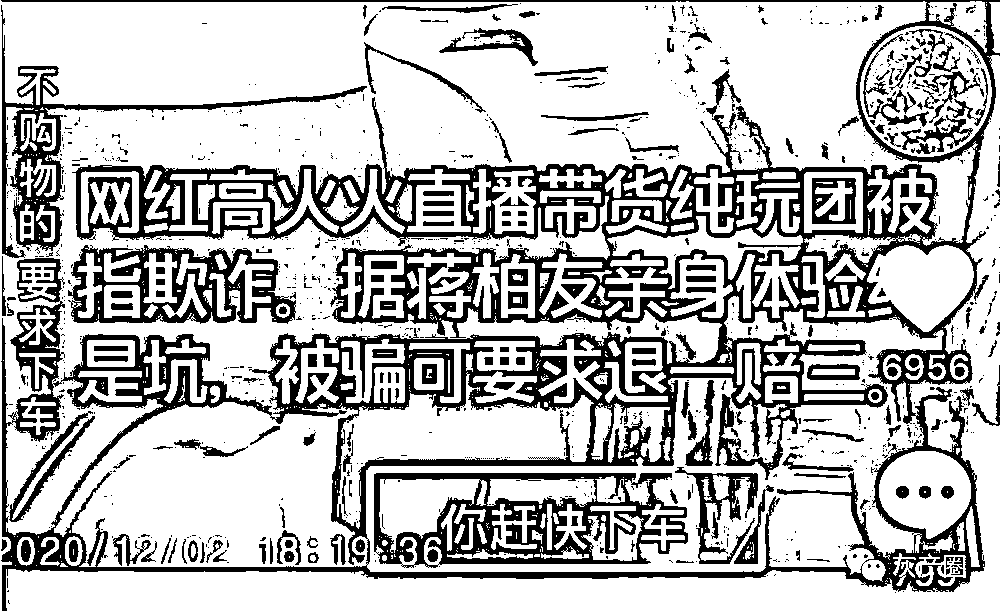 不购物的 要求下车
网红高火火直播带货纯玩团被
指欺诈。据蒋柏友亲身体验纯
是坑，被骗可要求退一赔三。
6956
你赶快下车
2020/12/02 18:19:36
799
灰产圈